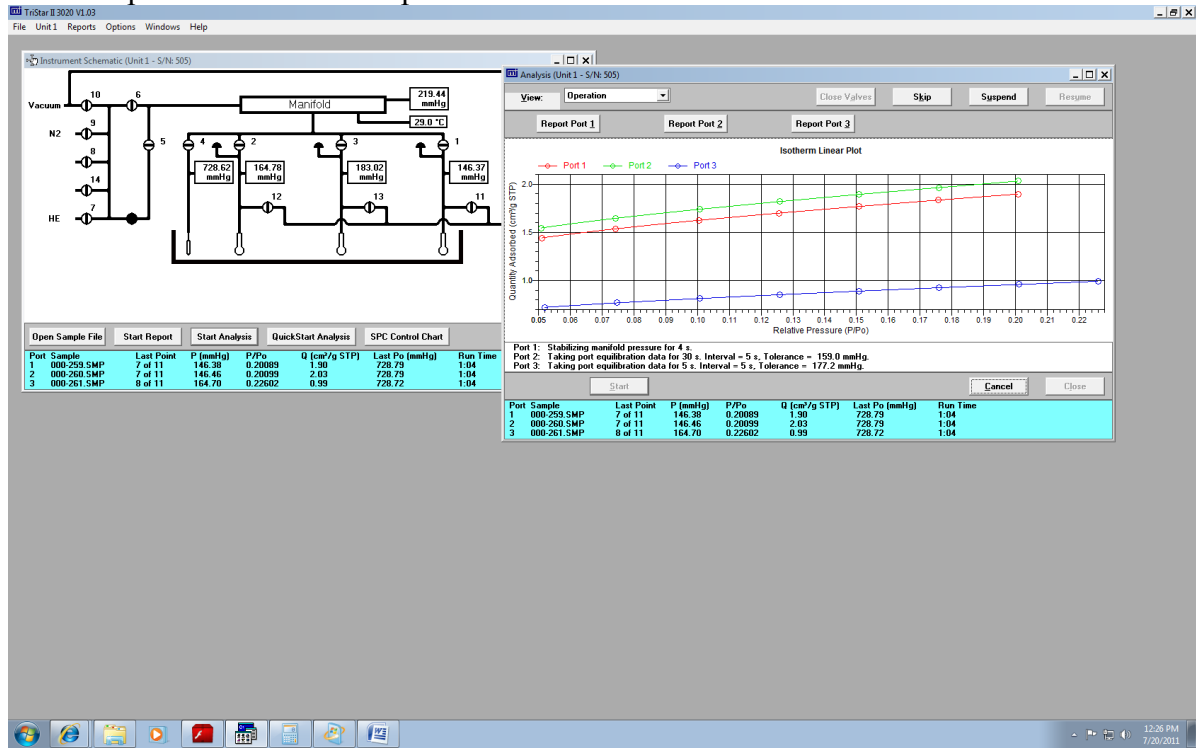 TriStar II 3020 V1.03
File Unit1 Reports Options Windows Help
Instrument Schematic (Unit 1 - S/N: 505)
Vacuum
10
6
Manifold
219.44 mmHg
29.0 °C
N2
9
5
4
2
3
1
8
728.62 mmHg
164.78 mmHg
183.02 mmHg
146.37 mmHg
14
12
13
11
HE
7
Open Sample File Start Report Start Analysis QuickStart Analysis SPC Control Chart
Port Sample Last Point P (mmHg) P/Po Q (cm³/g STP) Last Po (mmHg) Run Time
1 000-259.SMP 7 of 11 146.38 0.20089 1.90 728.79 1:04
2 000-260.SMP 7 of 11 146.46 0.20099 2.03 728.79 1:04
3 000-261.SMP 8 of 11 164.70 0.22602 0.99 728.72 1:04
Analysis (Unit 1 - S/N: 505)
View: Operation Close Valves Skip Suspend Resume
Report Port 1 Report Port 2 Report Port 3
Isotherm Linear Plot
Port 1 Port 2 Port 3
Quantity Adsorbed (cm³/g STP)
2.0
1.5
1.0
0.05 0.06 0.07 0.08 0.09 0.10 0.11 0.12 0.13 0.14 0.15 0.16 0.17 0.18 0.19 0.20 0.21 0.22
Relative Pressure (P/Po)
Port 1: Stabilizing manifold pressure for 4 s.
Port 2: Taking port equilibration data for 30 s. Interval = 5 s, Tolerance = 159.0 mmHg.
Port 3: Taking port equilibration data for 5 s. Interval = 5 s, Tolerance = 177.2 mmHg.
Start Cancel Close
Port Sample Last Point P (mmHg) P/Po Q (cm³/g STP) Last Po (mmHg) Run Time
1 000-259.SMP 7 of 11 146.38 0.20089 1.90 728.79 1:04
2 000-260.SMP 7 of 11 146.46 0.20099 2.03 728.79 1:04
3 000-261.SMP 8 of 11 164.70 0.22602 0.99 728.72 1:04
12:26 PM
7/20/2011